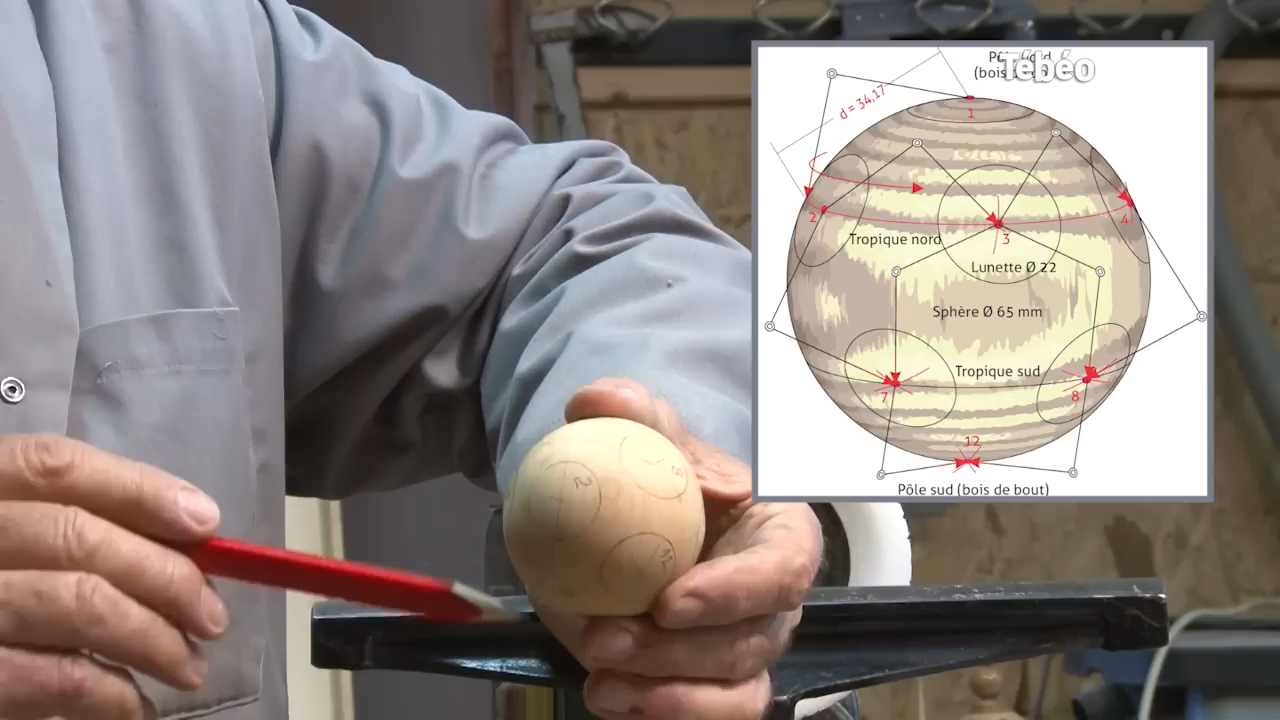 Tébéo
d = 34,17
1
2
3
4
Tropique nord
Lunette Ø 22
Sphère Ø 65 mm
Tropique sud
7
8
12
Pôle sud (bois de bout)
2